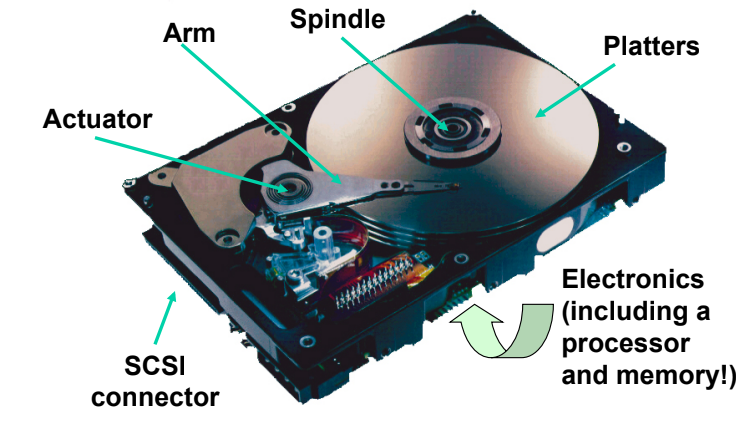 Spindle
Arm
Platters
Actuator
Electronics
(including a
processor
and memory!)
SCSI
connector